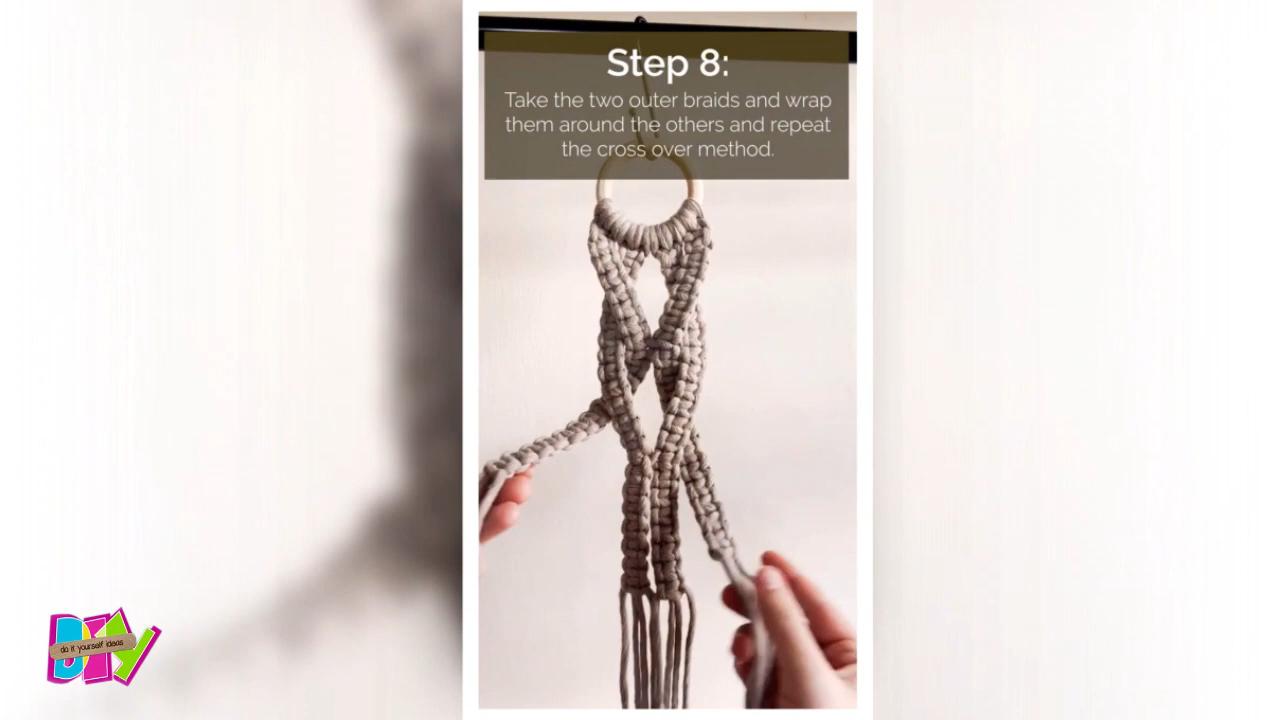 Step 8:
Take the two outer braids and wrap
them around the others and repeat
the cross over method.
DIY
do it yourself ideas